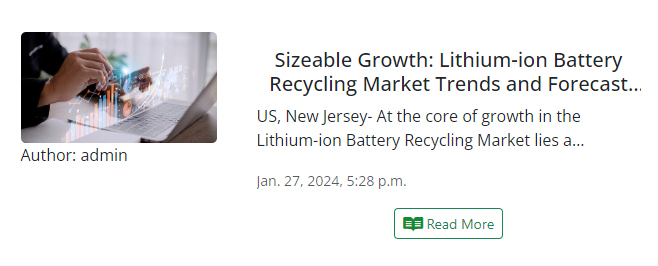 Sizeable Growth: Lithium-ion Battery
Recycling Market Trends and Forecast...
US, New Jersey- At the core of growth in the
Lithium-ion Battery Recycling Market lies a...
Author: admin
Jan. 27, 2024, 5:28 p.m.
Read More